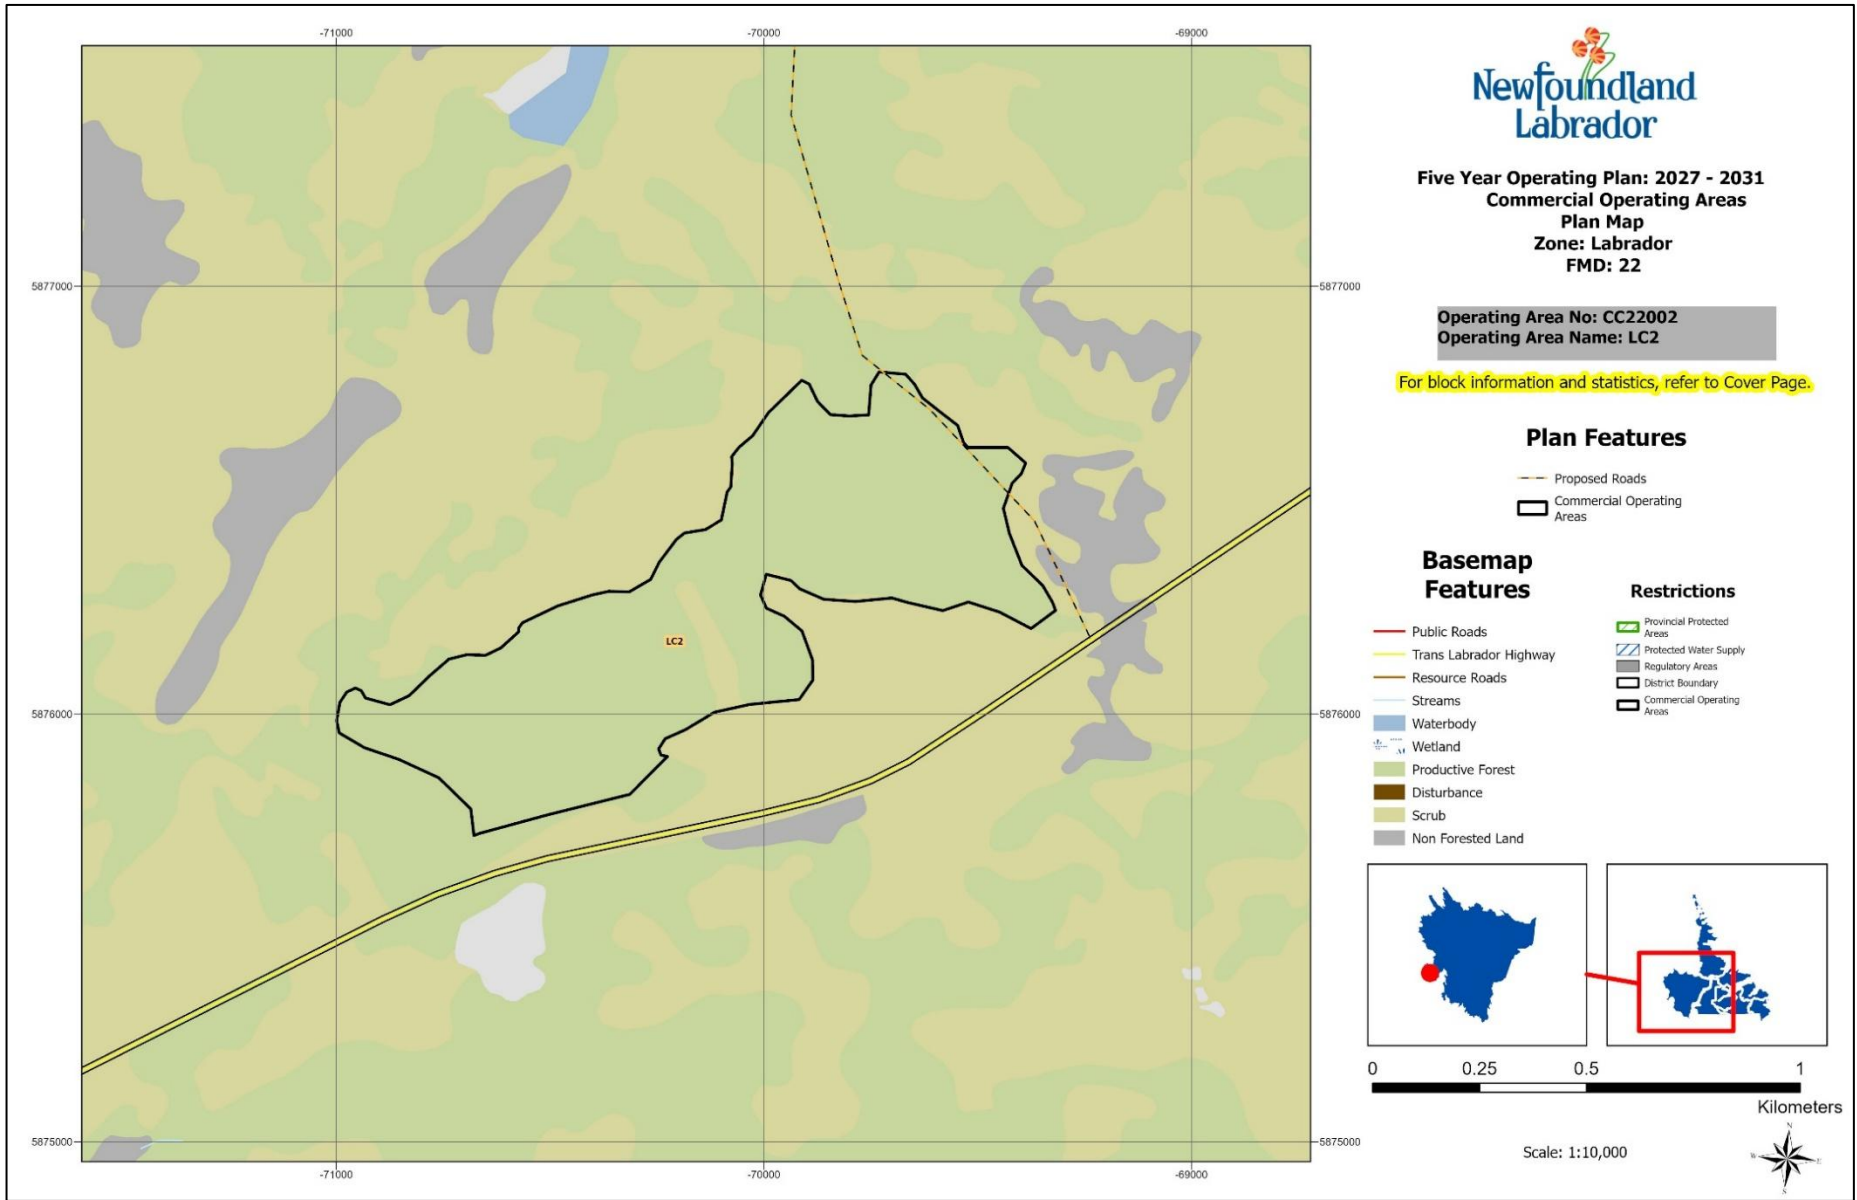 -71000
-70000
-69000
5877000
5877000
5876000
5876000
5875000
5875000
-71000
-70000
-69000
LC2
Newfoundland
Labrador
Five Year Operating Plan: 2027 - 2031
Commercial Operating Areas
Plan Map
Zone: Labrador
FMD: 22
Operating Area No: CC22002
Operating Area Name: LC2
For block information and statistics, refer to Cover Page.
Plan Features
Proposed Roads
Commercial Operating
Areas
Basemap
Features
Public Roads
Trans Labrador Highway
Resource Roads
Streams
Waterbody
Wetland
Productive Forest
Disturbance
Scrub
Non Forested Land
Restrictions
Provincial Protected
Areas
Protected Water Supply
Regulatory Areas
District Boundary
Commercial Operating
Areas
0 0.25 0.5 1
Kilometers
Scale: 1:10,000
N
W E
S